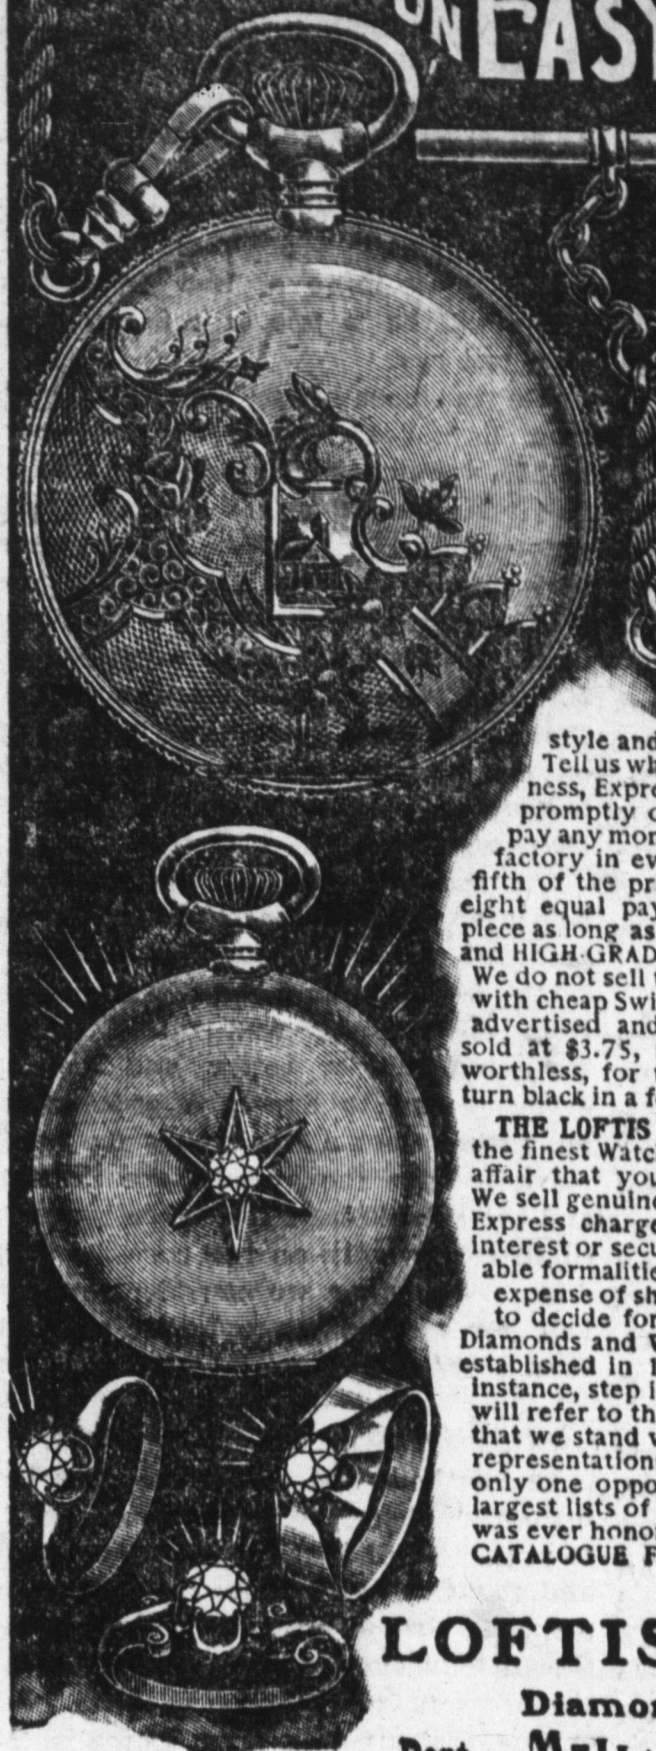 ON EASY
style and
Tell us wh
ness, Expre
promptly
pay any mor
factory in ev
fifth of the pr
eight equal pay
piece as long as
and HIGH-GRAD
We do not sell
with cheap Swi
advertised and
sold at $3.75,
worthless, for
turn black in a f
THE LOFTIS
the finest Watc
affair that you
We sell genuine
Express charge
interest or secu
able formalitie
expense of sh
to decide for
Diamonds and
established in 1
instance, step i
will refer to th
that we stand
representation
only one oppo
largest lists of
was ever hono
CATALOGUE F
LOFTIS
Diamo
Dept.